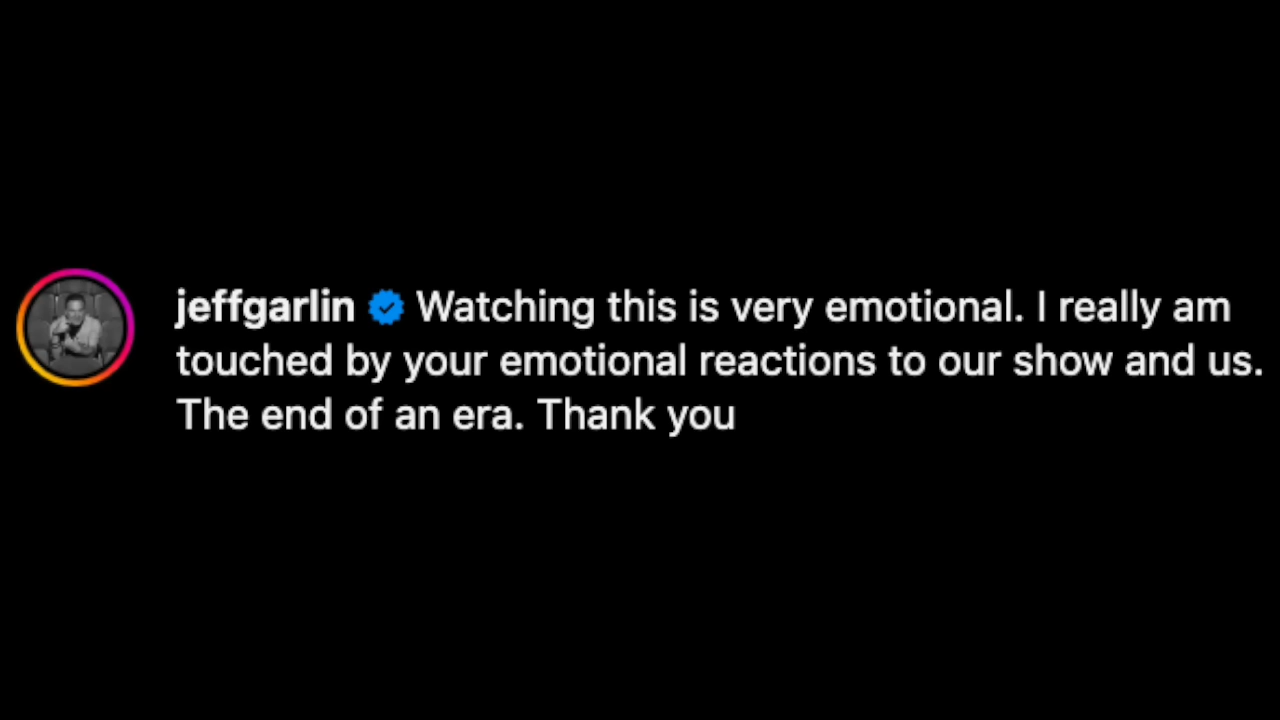 jeffgarlin Watching this is very emotional. I really am
touched by your emotional reactions to our show and us.
The end of an era. Thank you